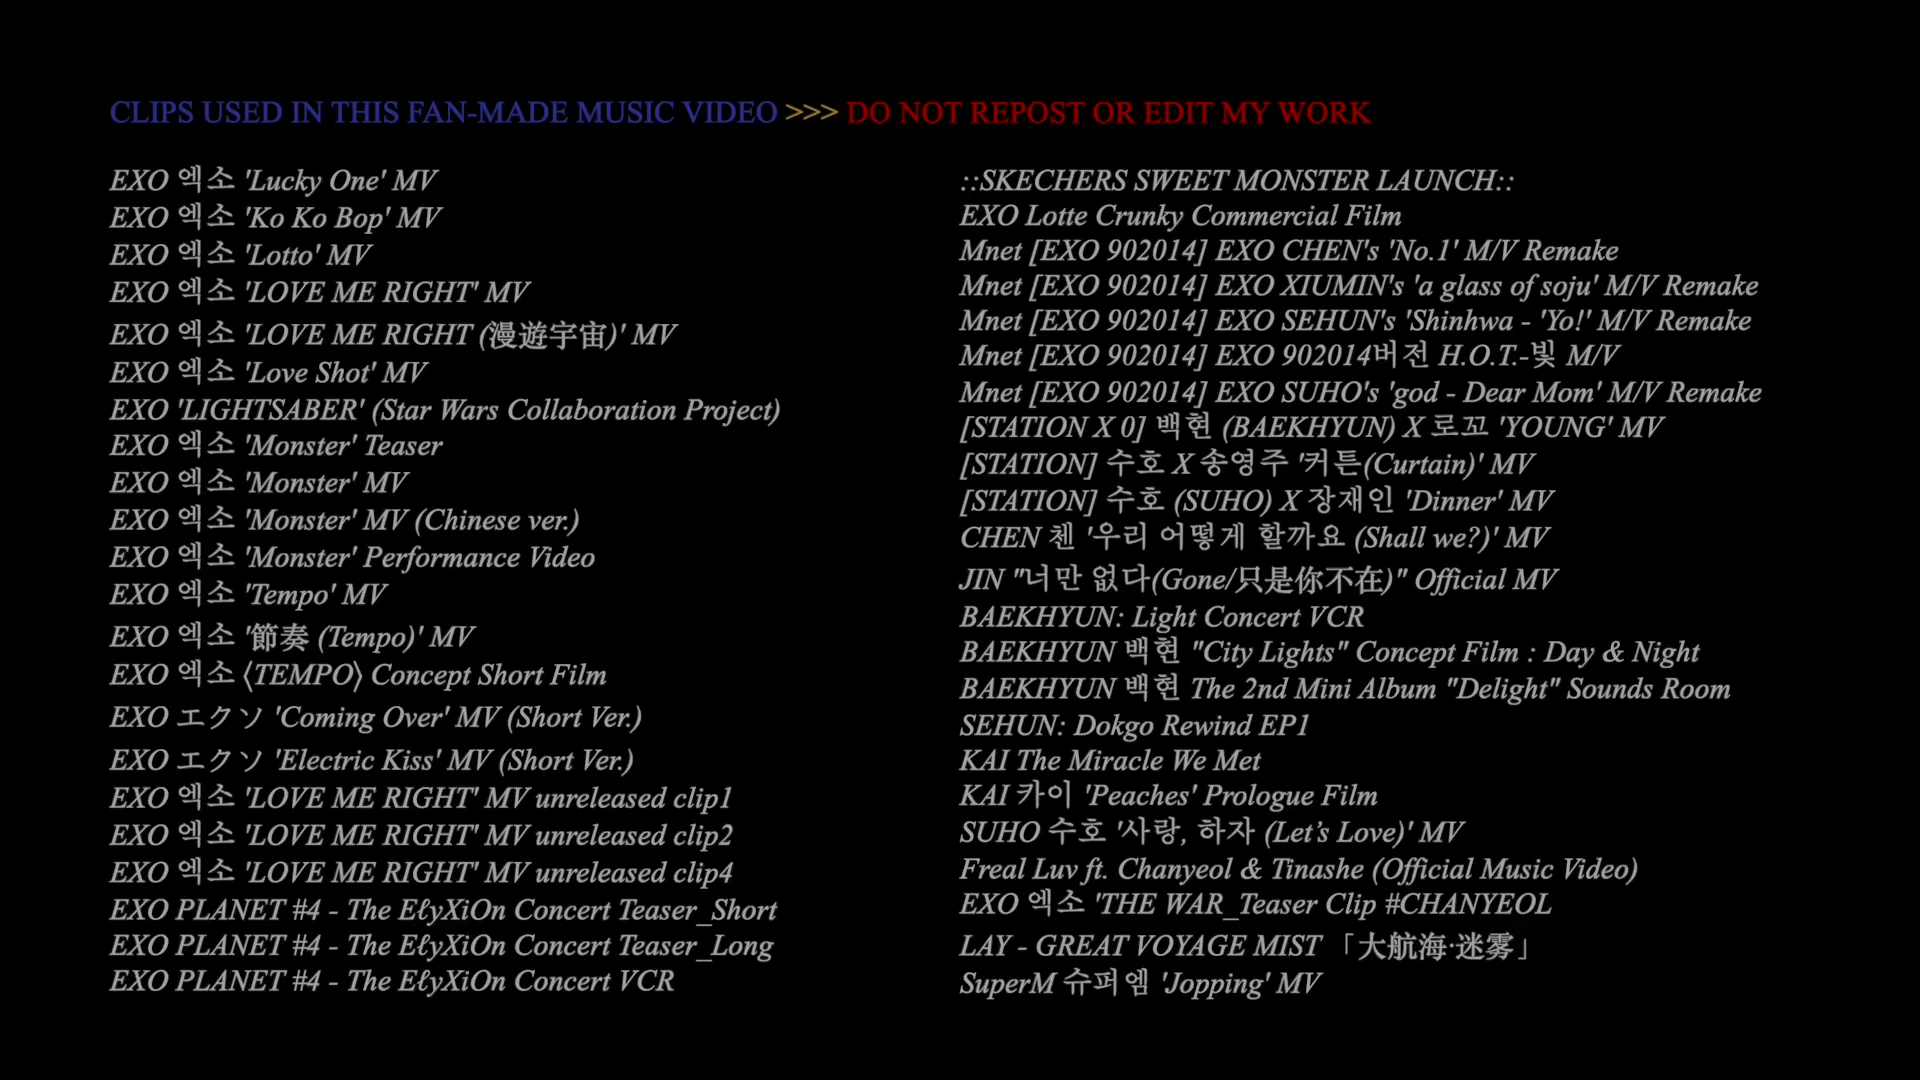 CLIPS USED IN THIS FAN-MADE MUSIC VIDEO >>> DO NOT REPOST OR EDIT MY WORK
EXO 엑소 'Lucky One' MV
EXO 엑소 'Ko Ko Bop' MV
EXO 엑소 'Lotto' MV
EXO 엑소 'LOVE ME RIGHT' MV
EXO 엑소 'LOVE ME RIGHT (漫遊宇宙)' MV
EXO 엑소 'Love Shot' MV
EXO 'LIGHTSABER' (Star Wars Collaboration Project)
EXO 엑소 'Monster' Teaser
EXO 엑소 'Monster' MV
EXO 엑소 'Monster' MV (Chinese ver.)
EXO 엑소 'Monster' Performance Video
EXO 엑소 'Tempo' MV
EXO 엑소 '節奏 (Tempo)' MV
EXO 엑소 〈TEMPO〉 Concept Short Film
EXO エクソ 'Coming Over' MV (Short Ver.)
EXO エクソ 'Electric Kiss' MV (Short Ver.)
EXO 엑소 'LOVE ME RIGHT' MV unreleased clip1
EXO 엑소 'LOVE ME RIGHT' MV unreleased clip2
EXO 엑소 'LOVE ME RIGHT' MV unreleased clip4
EXO PLANET #4 - The EℓyXiOn Concert Teaser_Short
EXO PLANET #4 - The EℓyXiOn Concert Teaser_Long
EXO PLANET #4 - The EℓyXiOn Concert VCR
::SKECHERS SWEET MONSTER LAUNCH::
EXO Lotte Crunky Commercial Film
Mnet [EXO 902014] EXO CHEN's 'No.1' M/V Remake
Mnet [EXO 902014] EXO XIUMIN's 'a glass of soju' M/V Remake
Mnet [EXO 902014] EXO SEHUN's 'Shinhwa - 'Yo!' M/V Remake
Mnet [EXO 902014] EXO 902014버전 H.O.T.-빛 M/V
Mnet [EXO 902014] EXO SUHO's 'god - Dear Mom' M/V Remake
[STATION X 0] 백현 (BAEKHYUN) X 로꼬 'YOUNG' MV
[STATION] 수호 X 송영주 '커튼(Curtain)' MV
[STATION] 수호 (SUHO) X 장재인 'Dinner' MV
CHEN 첸 '우리 어떻게 할까요 (Shall we?)' MV
JIN "너만 없다(Gone/只是你不在)" Official MV
BAEKHYUN: Light Concert VCR
BAEKHYUN 백현 "City Lights" Concept Film : Day & Night
BAEKHYUN 백현 The 2nd Mini Album "Delight" Sounds Room
SEHUN: Dokgo Rewind EP1
KAI The Miracle We Met
KAI 카이 'Peaches' Prologue Film
SUHO 수호 '사랑, 하자 (Let’s Love)' MV
Freal Luv ft. Chanyeol & Tinashe (Official Music Video)
EXO 엑소 'THE WAR_Teaser Clip #CHANYEOL
LAY - GREAT VOYAGE MIST 「大航海·迷雾」
SuperM 슈퍼엠 'Jopping' MV